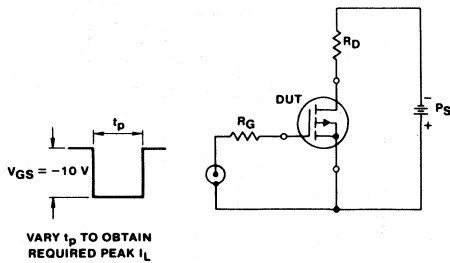 R_D
DUT
R_G
P_S
−
+
t_p
V_GS = −10 V
VARY t_p TO OBTAIN
REQUIRED PEAK I_L